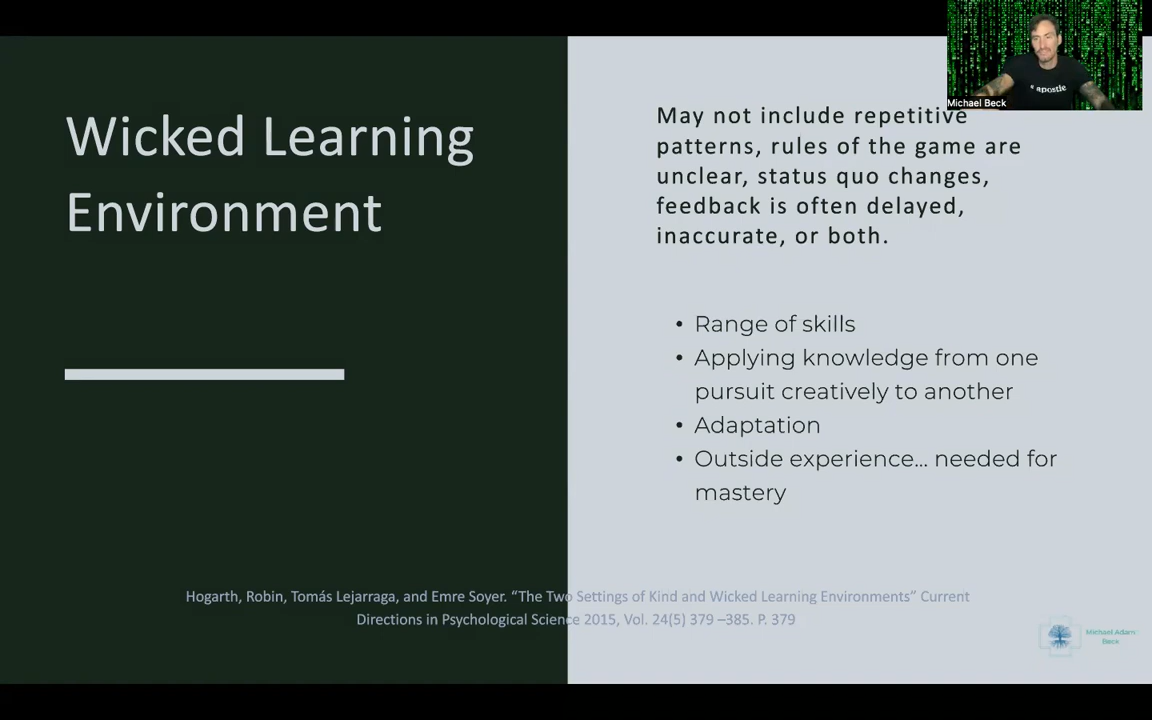 Wicked Learning
Environment
May not include repetitive
patterns, rules of the game are
unclear, status quo changes,
feedback is often delayed,
inaccurate, or both.
• Range of skills
• Applying knowledge from one
pursuit creatively to another
• Adaptation
• Outside experience... needed for
mastery
Hogarth, Robin, Tomás Lejarraga, and Emre Soyer. “The Two Settings of Kind and Wicked Learning Environments” Current
Directions in Psychological Science 2015, Vol. 24(5) 379 –385. P. 379
Michael Adam
Beck
Michael Beck
apostle